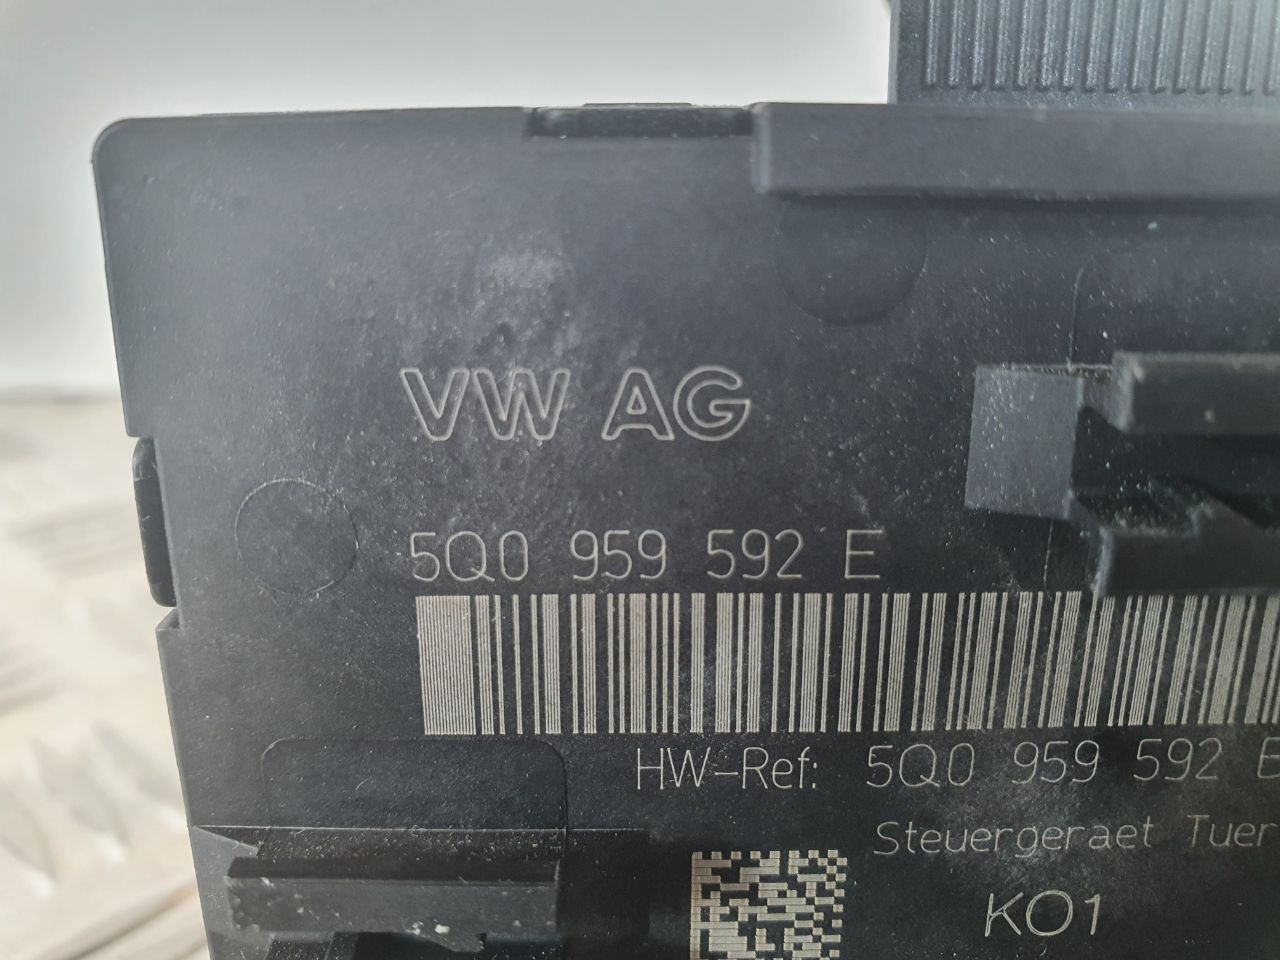 VW AG
5Q0 959 592 E
HW-Ref: 5Q0 959 592 E
Steuergeraet Tuer
KO1